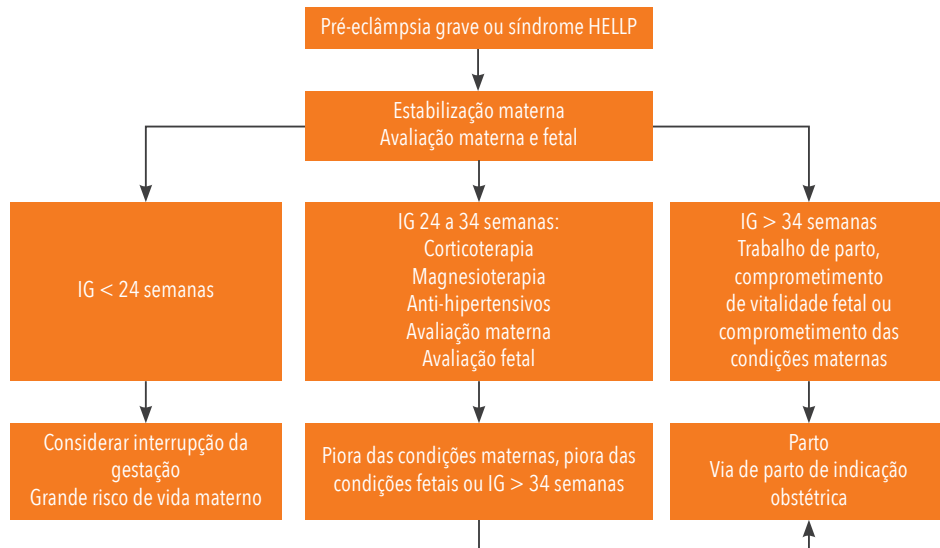 Pré-eclâmpsia grave ou síndrome HELLP
Estabilização materna
Avaliação materna e fetal
IG < 24 semanas
IG 24 a 34 semanas:
Corticoterapia
Magnesioterapia
Anti-hipertensivos
Avaliação materna
Avaliação fetal
IG > 34 semanas
Trabalho de parto,
comprometimento
de vitalidade fetal ou
comprometimento das
condições maternas
Considerar interrupção da
gestação
Grande risco de vida materno
Piora das condições maternas, piora das
condições fetais ou IG > 34 semanas
Parto
Via de parto de indicação
obstétrica